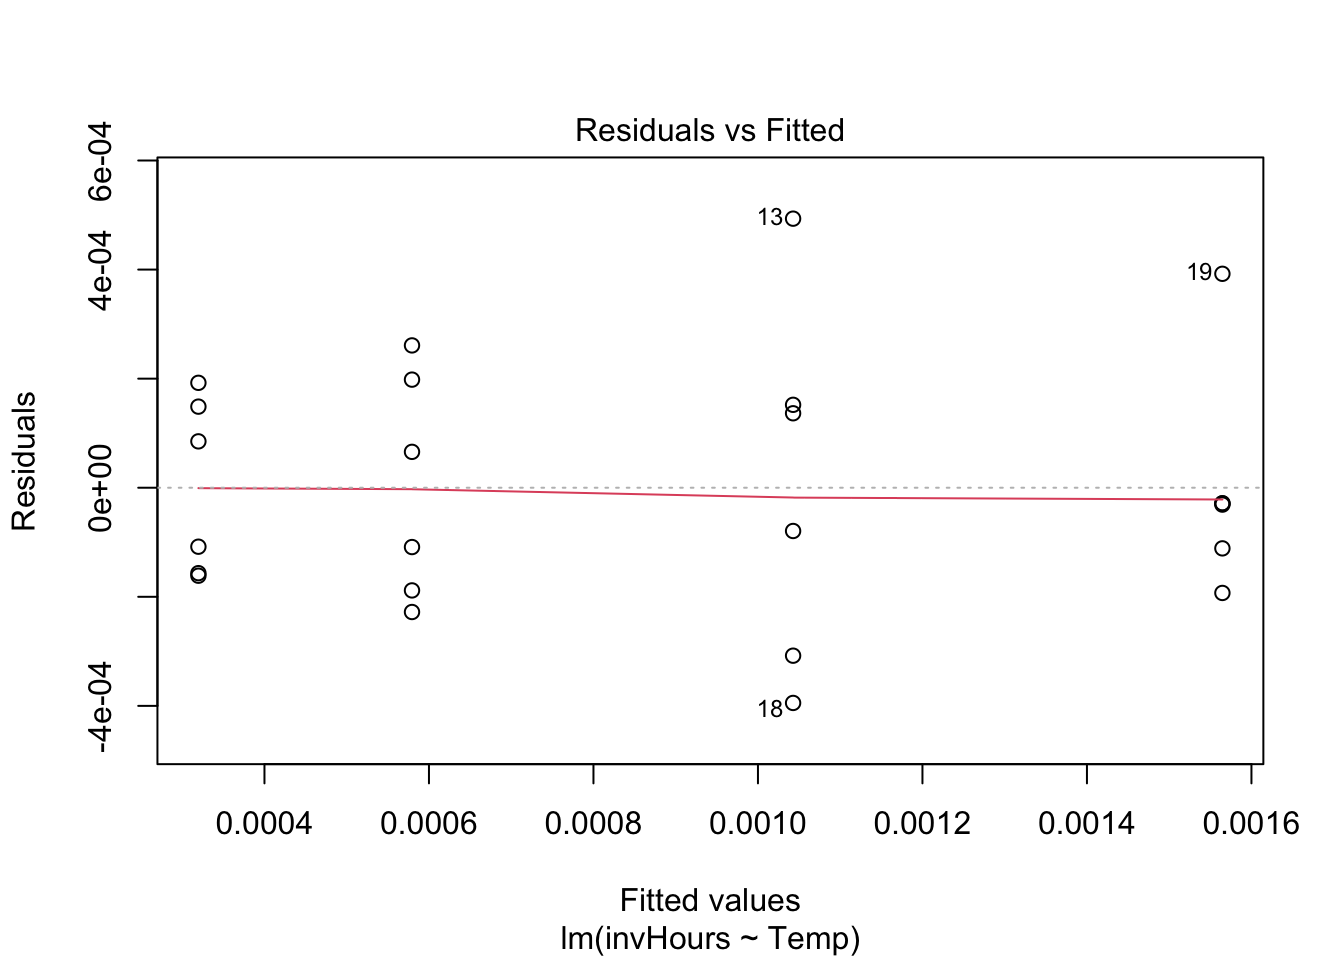 Residuals vs Fitted
Residuals
6e-04
4e-04
0e+00
-4e-04
13
19
18
0.0004 0.0006 0.0008 0.0010 0.0012 0.0014 0.0016
Fitted values
lm(invHours ~ Temp)